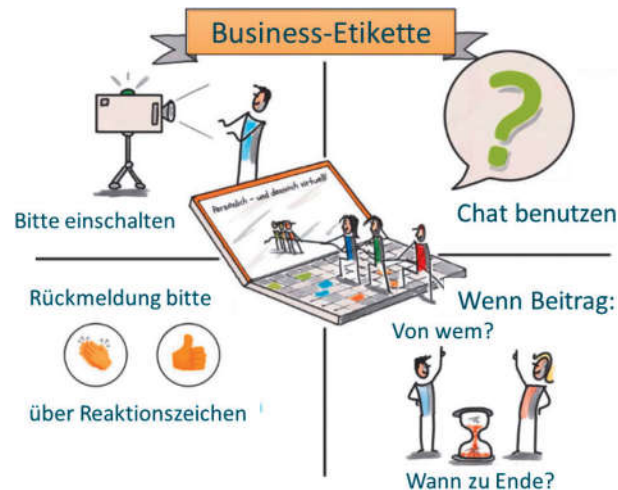 Business-Etikette
Bitte einschalten
Chat benutzen
Persönlich – und dennoch virtuell!
Rückmeldung bitte
über Reaktionszeichen
Wenn Beitrag:
Von wem?
Wann zu Ende?